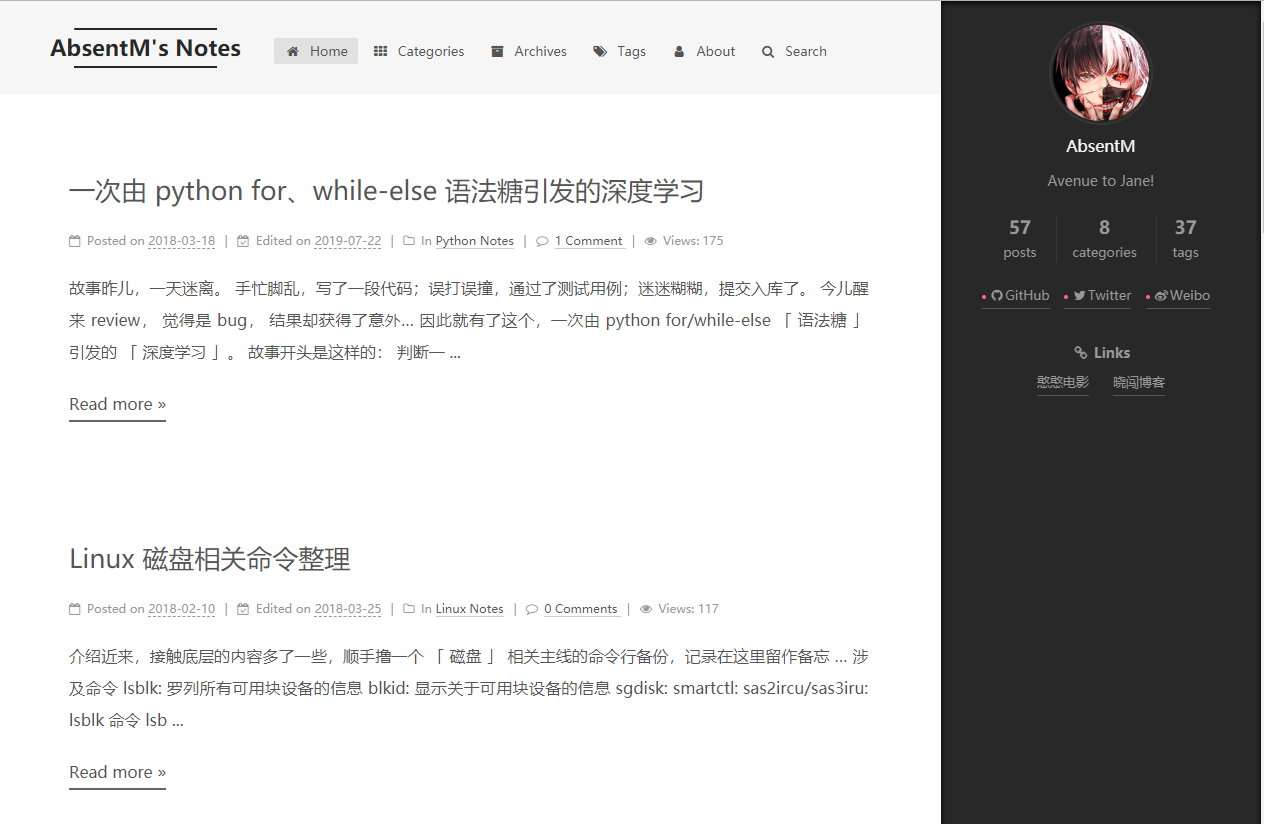 AbsentM's Notes
Home Categories Archives Tags About Search
一次由 python for、while-else 语法糖引发的深度学习
Posted on 2018-03-18 | Edited on 2019-07-22 | In Python Notes | 1 Comment | Views: 175
故事昨儿，一天迷离。 手忙脚乱，写了一段代码；误打误撞，通过了测试用例；迷迷糊糊，提交入库了。 今儿醒
来 review， 觉得是 bug， 结果却获得了意外... 因此就有了这个，一次由 python for/while-else 「 语法糖 」
引发的 「 深度学习 」。 故事开头是这样的： 判断一 ...
Read more »
Linux 磁盘相关命令整理
Posted on 2018-02-10 | Edited on 2018-03-25 | In Linux Notes | 0 Comments | Views: 117
介绍近来，接触底层的内容多了一些，顺手撸一个 「 磁盘 」 相关主线的命令行备份，记录在这里留作备忘 ... 涉
及命令 lsblk: 罗列所有可用块设备的信息 blkid: 显示关于可用块设备的信息 sgdisk: smartctl: sas2ircu/sas3iru:
lsblk 命令 lsb ...
Read more »
AbsentM
Avenue to Jane!
57 8 37
posts categories tags
GitHub Twitter Weibo
Links
憨憨电影 晓闯博客